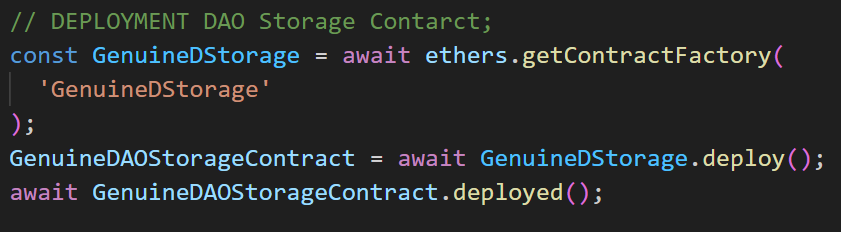 // DEPLOYMENT DAO Storage Contarct;
const GenuineDStorage = await ethers.getContractFactory(
  'GenuineDStorage'
);
GenuineDAOStorageContract = await GenuineDStorage.deploy();
await GenuineDAOStorageContract.deployed();